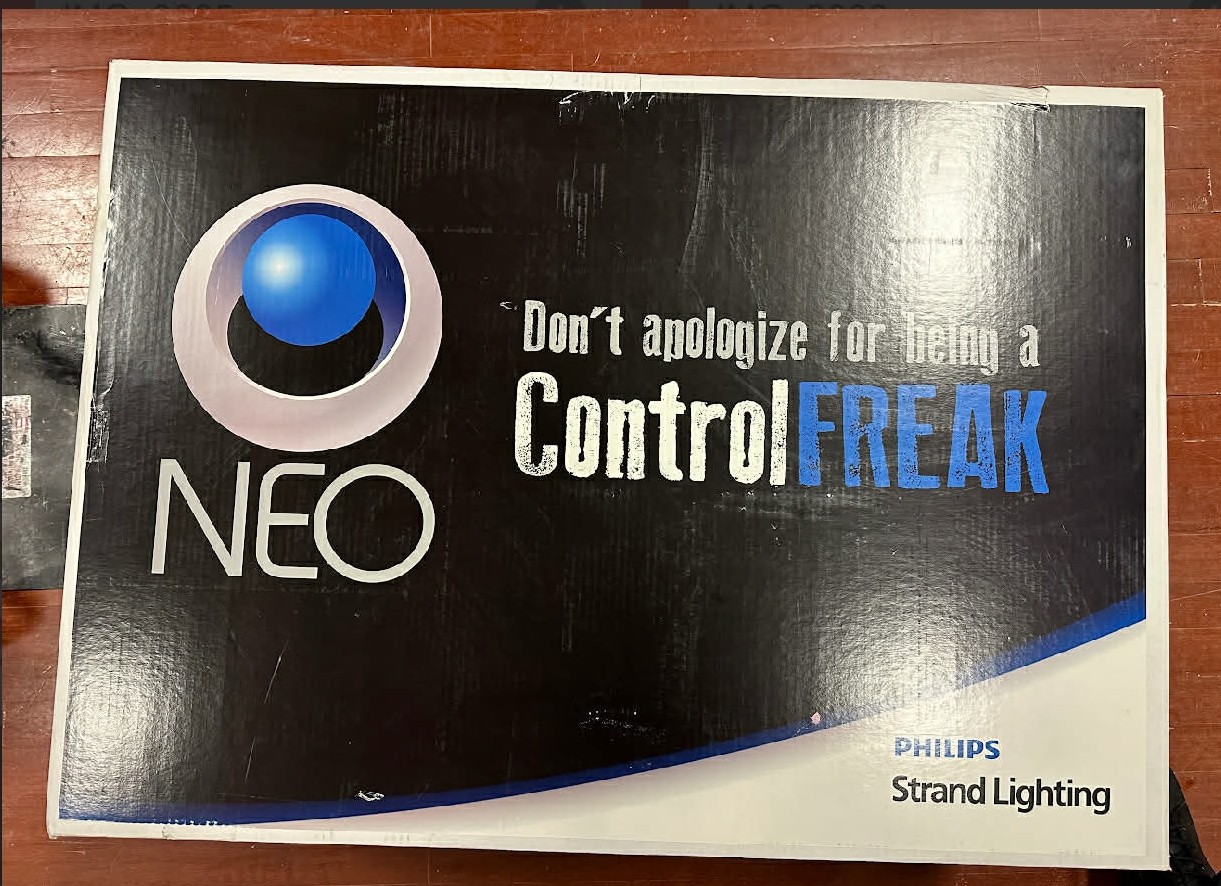 NEO
Don't apologize for being a
ControlFREAK
PHILIPS
Strand Lighting